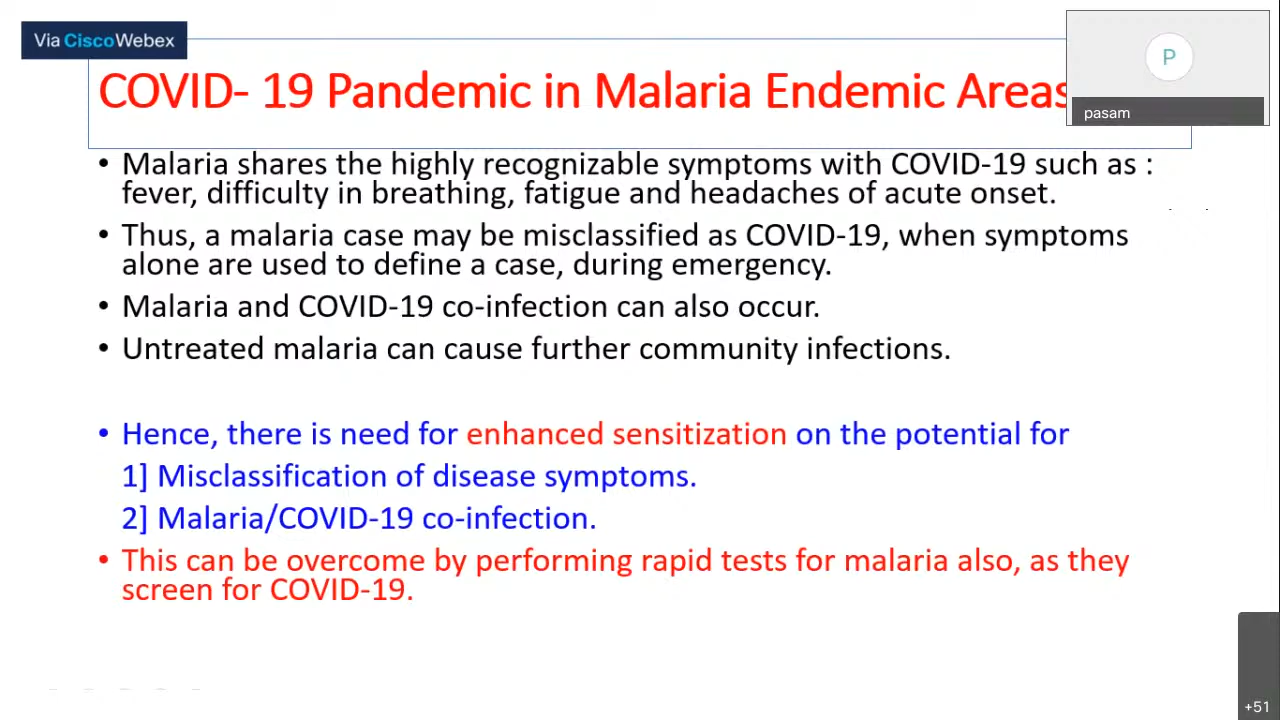 Via Cisco Webex
COVID- 19 Pandemic in Malaria Endemic Areas
P
pasam
• Malaria shares the highly recognizable symptoms with COVID-19 such as :
fever, difficulty in breathing, fatigue and headaches of acute onset.
• Thus, a malaria case may be misclassified as COVID-19, when symptoms
alone are used to define a case, during emergency.
• Malaria and COVID-19 co-infection can also occur.
• Untreated malaria can cause further community infections.
• Hence, there is need for enhanced sensitization on the potential for
1] Misclassification of disease symptoms.
2] Malaria/COVID-19 co-infection.
• This can be overcome by performing rapid tests for malaria also, as they
screen for COVID-19.
+51